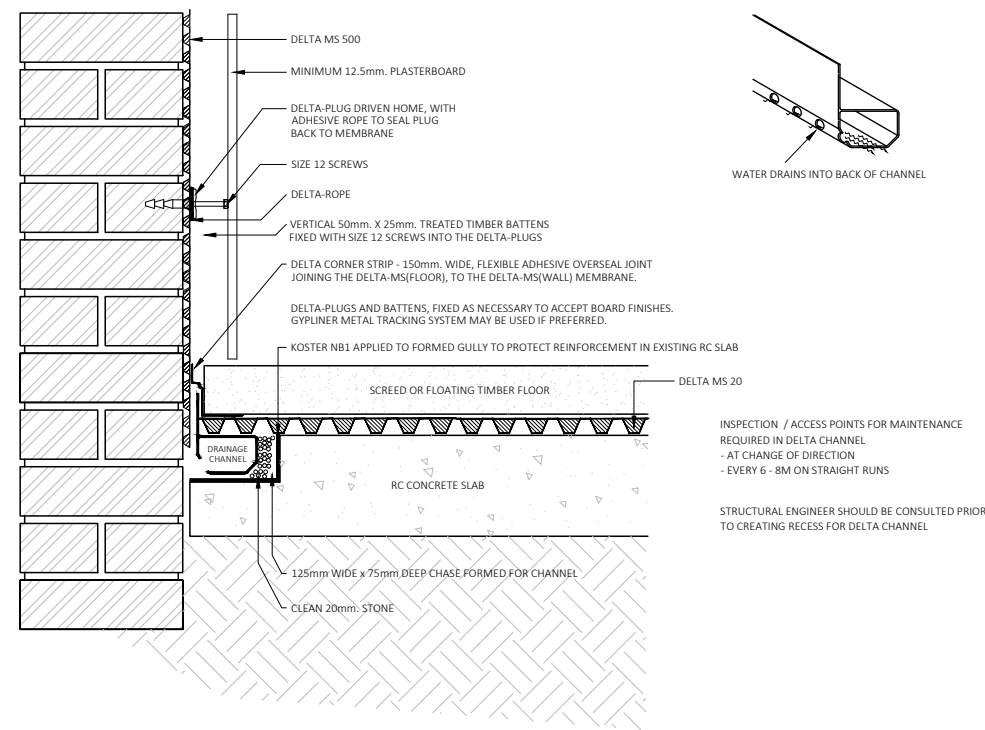 DELTA MS 500
MINIMUM 12.5mm. PLASTERBOARD
DELTA-PLUG DRIVEN HOME, WITH
ADHESIVE ROPE TO SEAL PLUG
BACK TO MEMBRANE
SIZE 12 SCREWS
DELTA-ROPE
VERTICAL 50mm. X 25mm. TREATED TIMBER BATTENS
FIXED WITH SIZE 12 SCREWS INTO THE DELTA-PLUGS
DELTA CORNER STRIP - 150mm. WIDE, FLEXIBLE ADHESIVE OVERSEAL JOINT
JOINING THE DELTA-MS(FLOOR), TO THE DELTA-MS(WALL) MEMBRANE.
DELTA-PLUGS AND BATTENS, FIXED AS NECESSARY TO ACCEPT BOARD FINISHES.
GYPLINER METAL TRACKING SYSTEM MAY BE USED IF PREFERRED.
KOSTER NB1 APPLIED TO FORMED GULLY TO PROTECT REINFORCEMENT IN EXISTING RC SLAB
SCREED OR FLOATING TIMBER FLOOR
DELTA MS 20
DRAINAGE
CHANNEL
RC CONCRETE SLAB
125mm WIDE x 75mm DEEP CHASE FORMED FOR CHANNEL
CLEAN 20mm. STONE
WATER DRAINS INTO BACK OF CHANNEL
INSPECTION / ACCESS POINTS FOR MAINTENANCE
REQUIRED IN DELTA CHANNEL
- AT CHANGE OF DIRECTION
- EVERY 6 - 8M ON STRAIGHT RUNS
STRUCTURAL ENGINEER SHOULD BE CONSULTED PRIOR
TO CREATING RECESS FOR DELTA CHANNEL